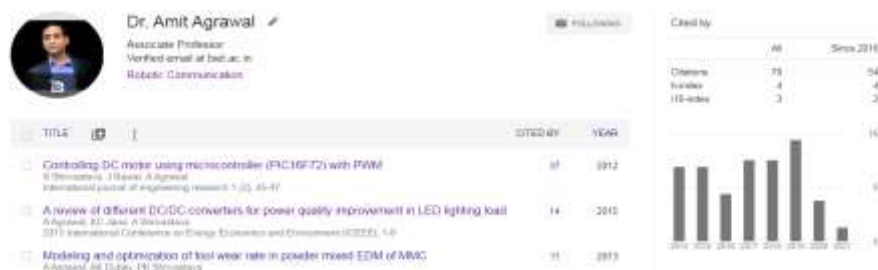 Dr. Amit Agrawal
FOLLOWING
Associate Professor
Verified email at
Robotic Communication
TITLE
CITED BY
YEAR
Controlling DC motor using microcontroller (PIC16F72) with PWM
2012
International journal of engineering research 1 (2), 45-47
A review of different DC/DC converters for power quality improvement in LED lighting load
14
2015
2015 International Conference on Energy Economics and Environment (ICEEE), 1-6
Modeling and optimization of tool wear rate in powder mixed EDM of MMC
11
2013
Cited by
All
Since 2016
Citations
79
54
h-index
4
4
i10-index
3
2